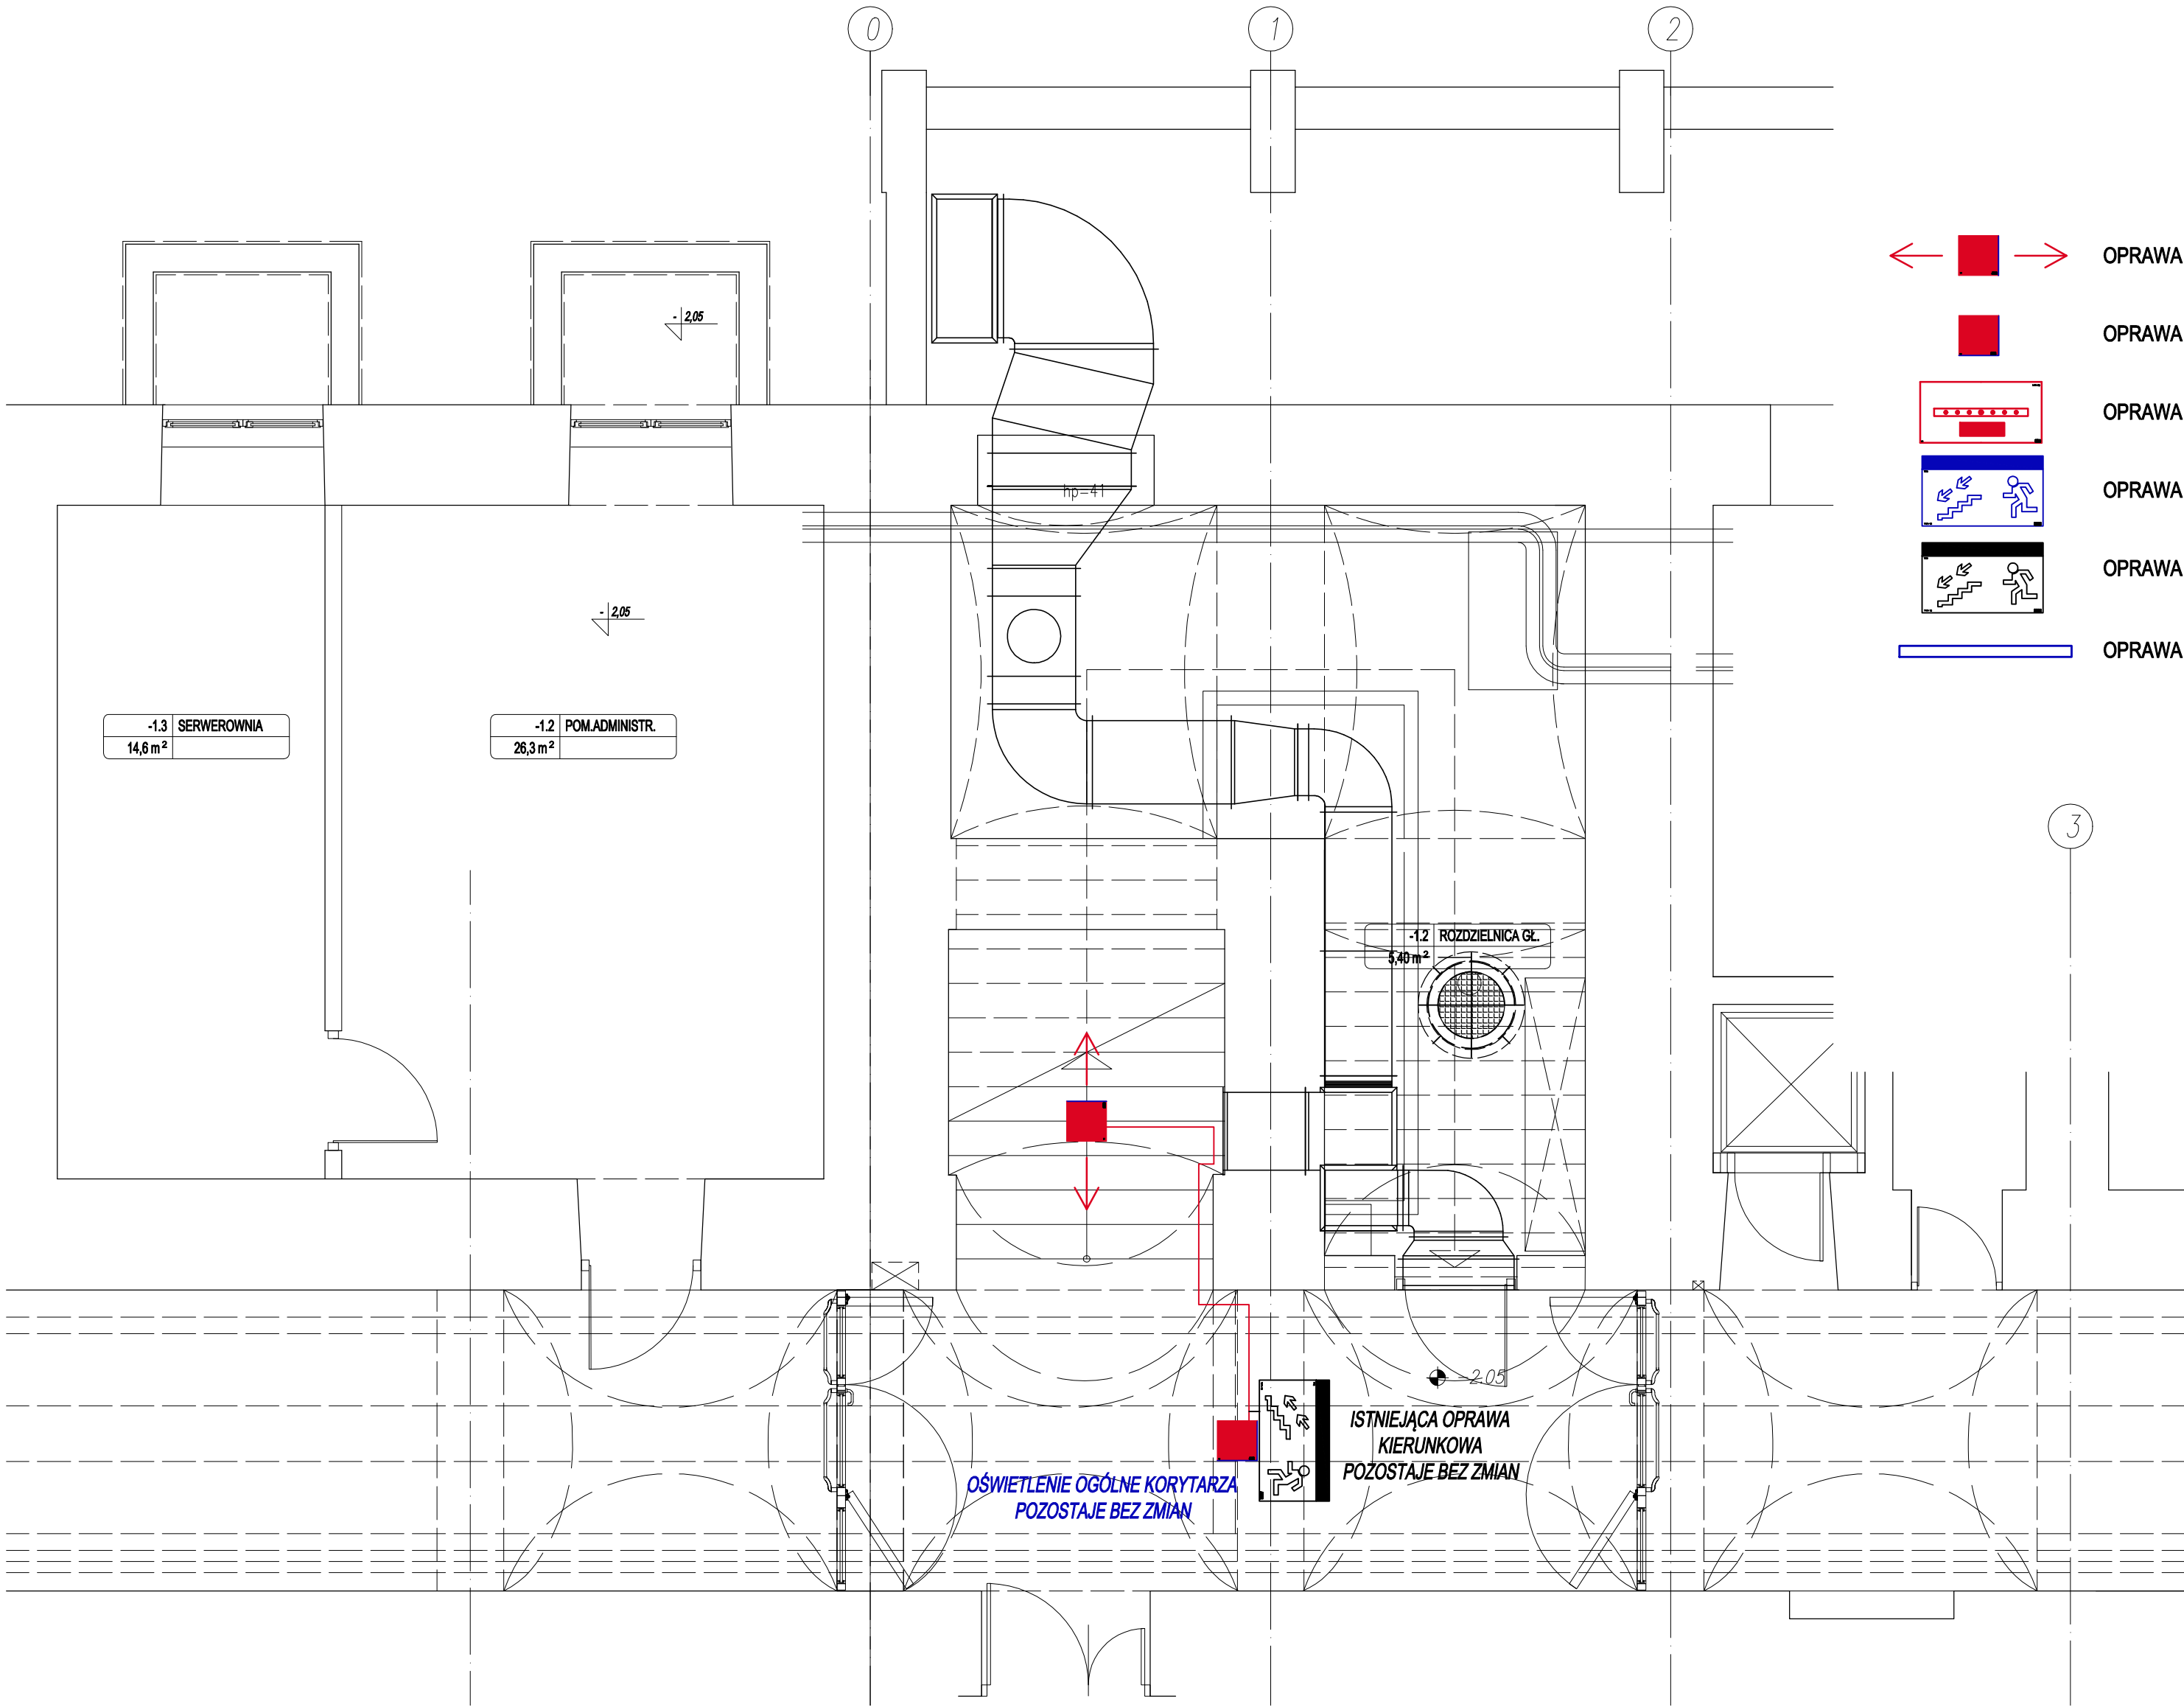 0
1
2
OPRAWA
- 2,05
OPRAWA
OPRAWA
hp=41
OPRAWA
OPRAWA
- 2,05
OPRAWA
-1.3 SERWEROWNIA
14,6 m²
-1.2 POM.ADMINISTR.
26,3 m²
3
-1.2 ROZDZIELNICA GŁ.
5,40 m²
-2.05
ISTNIEJĄCA OPRAWA
KIERUNKOWA
POZOSTAJE BEZ ZMIAN
OŚWIETLENIE OGÓLNE KORYTARZA
POZOSTAJE BEZ ZMIAN